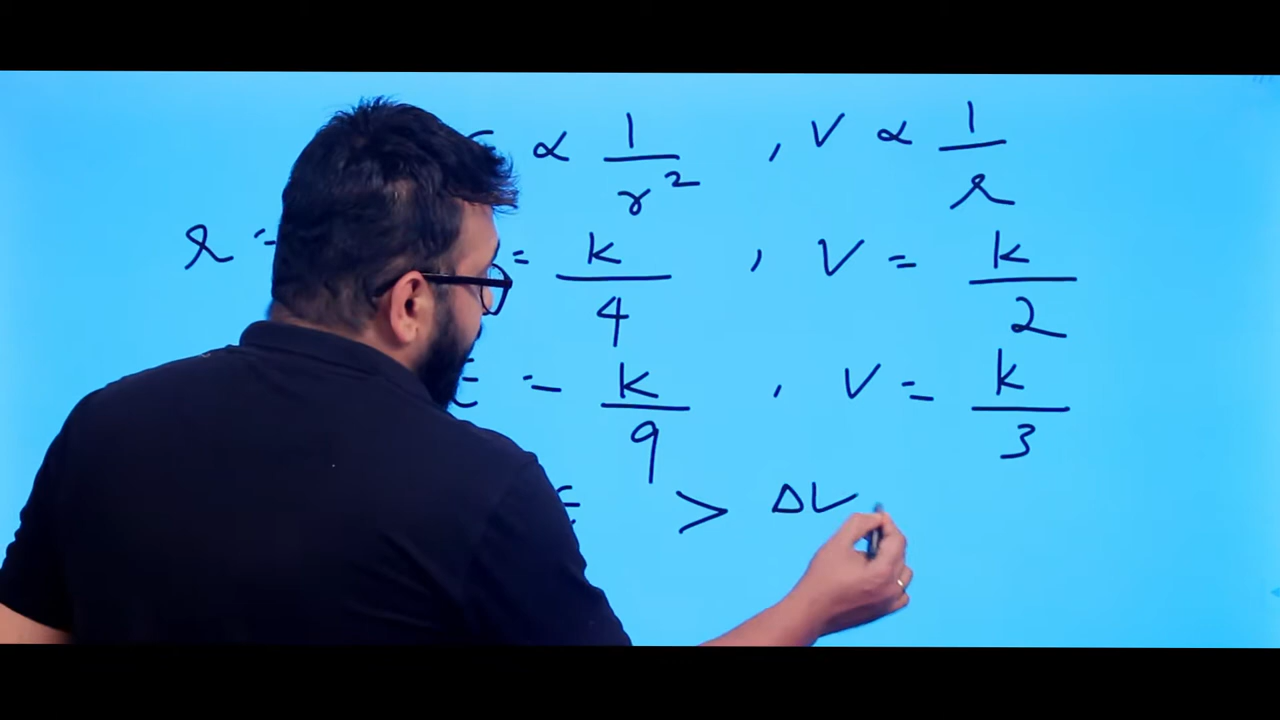 ∝ 1/r² , V ∝ 1/r
r = = k/4 , V = k/2
E = k/9 , V = k/3
E > ΔV